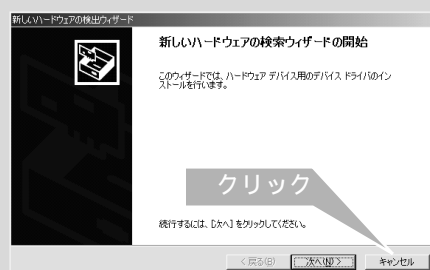 新しいハードウェアの検出ウィザード
新しいハードウェアの検索ウィザードの開始
このウィザードでは、ハードウェア デバイス用のデバイス ドライバのイン
ストールを行います。
クリック
続行するには、[次へ] をクリックしてください。
< 戻る(B) 次へ(N) > キャンセル